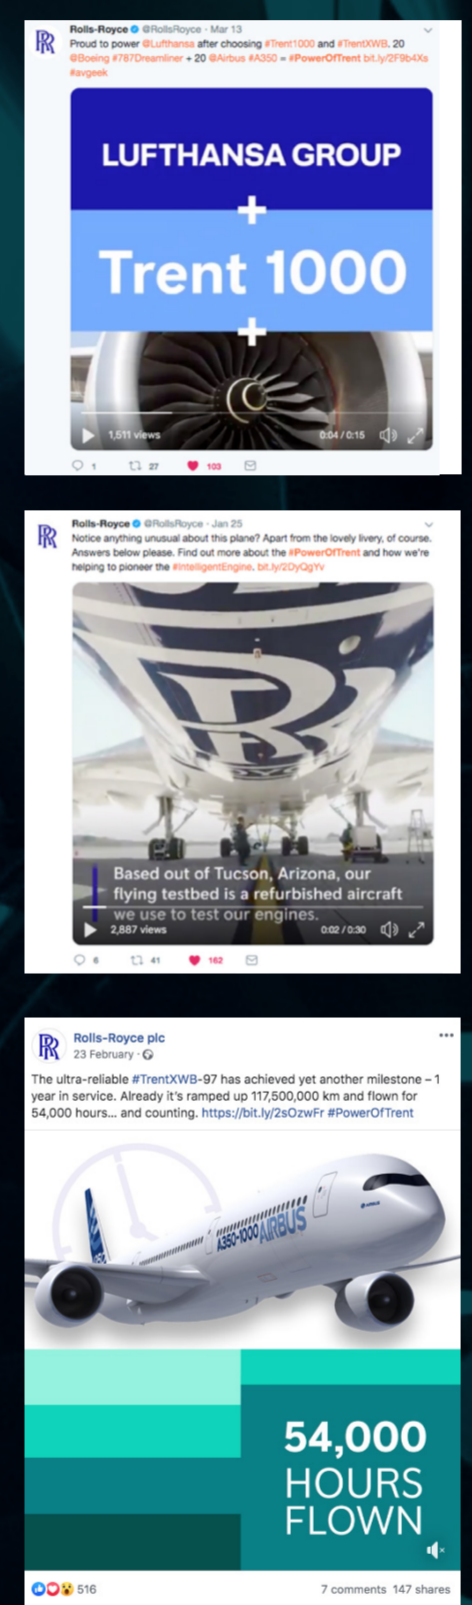 Rolls-Royce @RollsRoyce · Mar 13
Proud to power @Lufthansa after choosing #Trent1000 and #TrentXWB. 20
@Boeing #787Dreamliner + 20 @Airbus #A350 = #PowerOfTrent bit.ly/2F9b4Xs
#avgeek
LUFTHANSA GROUP
+
Trent 1000
+
1,511 views
0:04 / 0:15
1 27 103
Rolls-Royce @RollsRoyce · Jan 25
Notice anything unusual about this plane? Apart from the lovely livery, of course.
Answers below please. Find out more about the #PowerOfTrent and how we're
helping to pioneer the #IntelligentEngine. bit.ly/2DyQgYv
Based out of Tucson, Arizona, our
flying testbed is a refurbished aircraft
we use to test our engines.
2,887 views
0:02 / 0:30
6 41 162
Rolls-Royce plc
23 February ·
The ultra-reliable #TrentXWB-97 has achieved yet another milestone – 1
year in service. Already it's ramped up 117,500,000 km and flown for
54,000 hours... and counting. https://bit.ly/2sOzwFr #PowerOfTrent
A350-1000 AIRBUS
54,000
HOURS
FLOWN
516
7 comments 147 shares